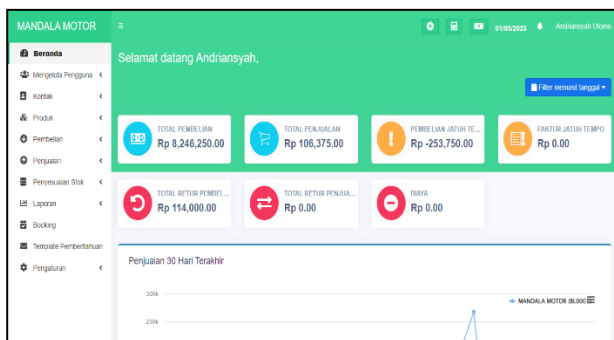 MANDALA MOTOR
01/03/2023 Andriansyah Utomo
Beranda
Mengelola Pengguna
Kontak
Produk
Pembelian
Penjualan
Penyesuaian Stok
Laporan
Booking
Template Pemberitahuan
Pengaturan
Selamat datang Andriansyah,
Filter menurut tanggal
TOTAL PEMBELIAN
Rp 8,246,250.00
TOTAL PENJUALAN
Rp 106,375.00
PEMBELIAN JATUH TE...
Rp -253,750.00
FAKTUR JATUH TEMPO
Rp 0.00
TOTAL RETUR PEMBEL...
Rp 114,000.00
TOTAL RETUR PENJUA...
Rp 0.00
BIAYA
Rp 0.00
Penjualan 30 Hari Terakhir
300k
250k
MANDALA MOTOR (BL000